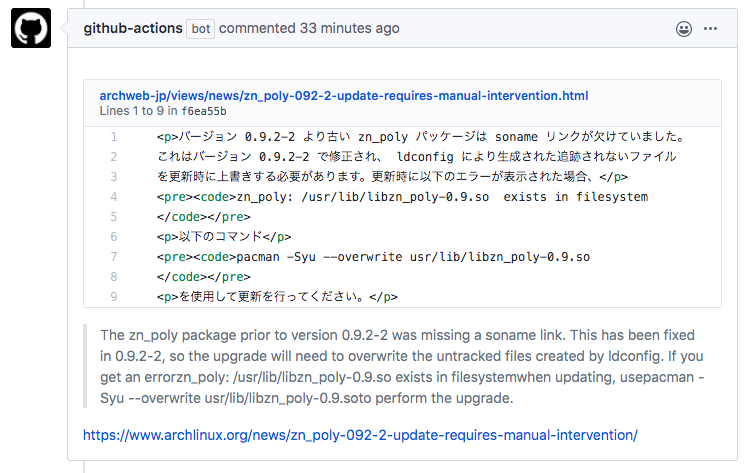 github-actions bot commented 33 minutes ago
archweb-jp/views/news/zn_poly-092-2-update-requires-manual-intervention.html
Lines 1 to 9 in f6ea55b
1 <p>バージョン 0.9.2-2 より古い zn_poly パッケージは soname リンクが欠けていました。
2 これはバージョン 0.9.2-2 で修正され、 ldconfig により生成された追跡されないファイル
3 を更新時に上書きする必要があります。更新時に以下のエラーが表示された場合、</p>
4 <pre><code>zn_poly: /usr/lib/libzn_poly-0.9.so  exists in filesystem
5 </code></pre>
6 <p>以下のコマンド</p>
7 <pre><code>pacman -Syu --overwrite usr/lib/libzn_poly-0.9.so
8 </code></pre>
9 <p>を使用して更新を行ってください。</p>
The zn_poly package prior to version 0.9.2-2 was missing a soname link. This has been fixed
in 0.9.2-2, so the upgrade will need to overwrite the untracked files created by ldconfig. If you
get an errorzn_poly: /usr/lib/libzn_poly-0.9.so exists in filesystemwhen updating, usepacman -
Syu --overwrite usr/lib/libzn_poly-0.9.soto perform the upgrade.
https://www.archlinux.org/news/zn_poly-092-2-update-requires-manual-intervention/